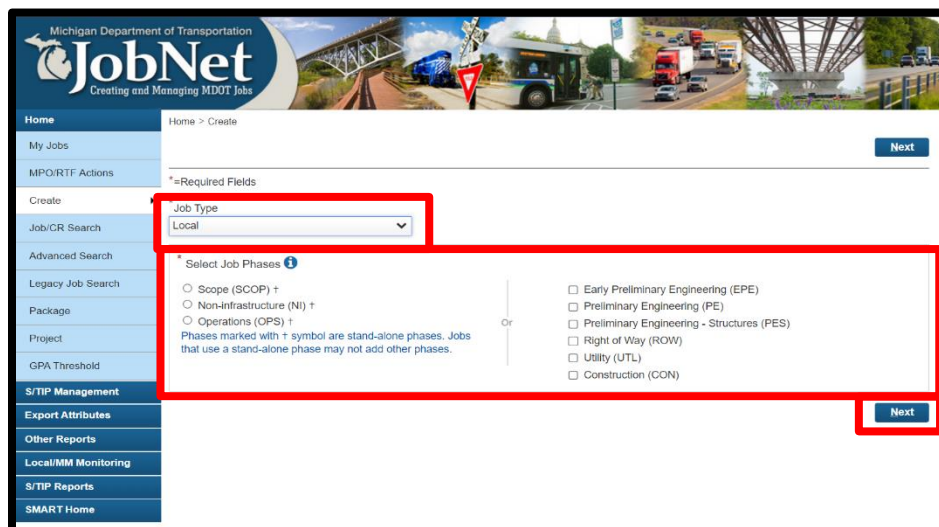 Michigan Department of Transportation
JobNet
Creating and Managing MDOT Jobs
Home
My Jobs
MPO/RTF Actions
Create
Job/CR Search
Advanced Search
Legacy Job Search
Package
Project
GPA Threshold
S/TIP Management
Export Attributes
Other Reports
Local/MM Monitoring
S/TIP Reports
SMART Home
Home > Create
Next
*=Required Fields
* Job Type
Local
* Select Job Phases
Scope (SCOP) †
Non-infrastructure (NI) †
Operations (OPS) †
Phases marked with † symbol are stand-alone phases. Jobs
that use a stand-alone phase may not add other phases.
Or
Early Preliminary Engineering (EPE)
Preliminary Engineering (PE)
Preliminary Engineering - Structures (PES)
Right of Way (ROW)
Utility (UTL)
Construction (CON)
Next